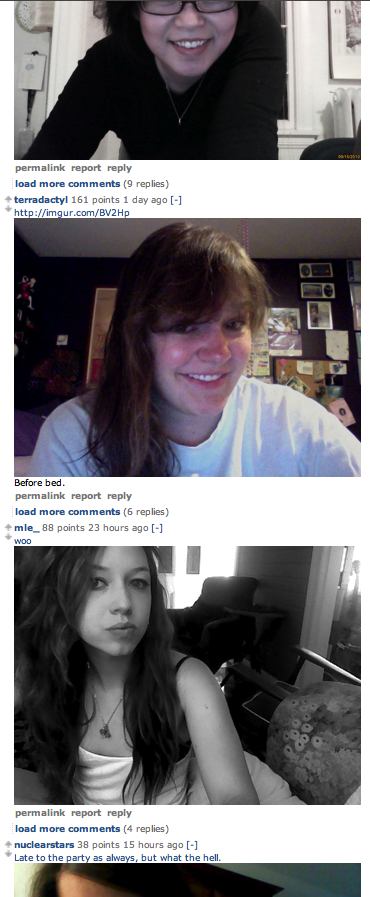 permalink report reply
load more comments (9 replies)
terradactyl 161 points 1 day ago [-]
http://imgur.com/BV2Hp
Before bed.
permalink report reply
load more comments (6 replies)
mle_ 88 points 23 hours ago [-]
woo
permalink report reply
load more comments (4 replies)
nuclearstars 38 points 15 hours ago [-]
Late to the party as always, but what the hell.